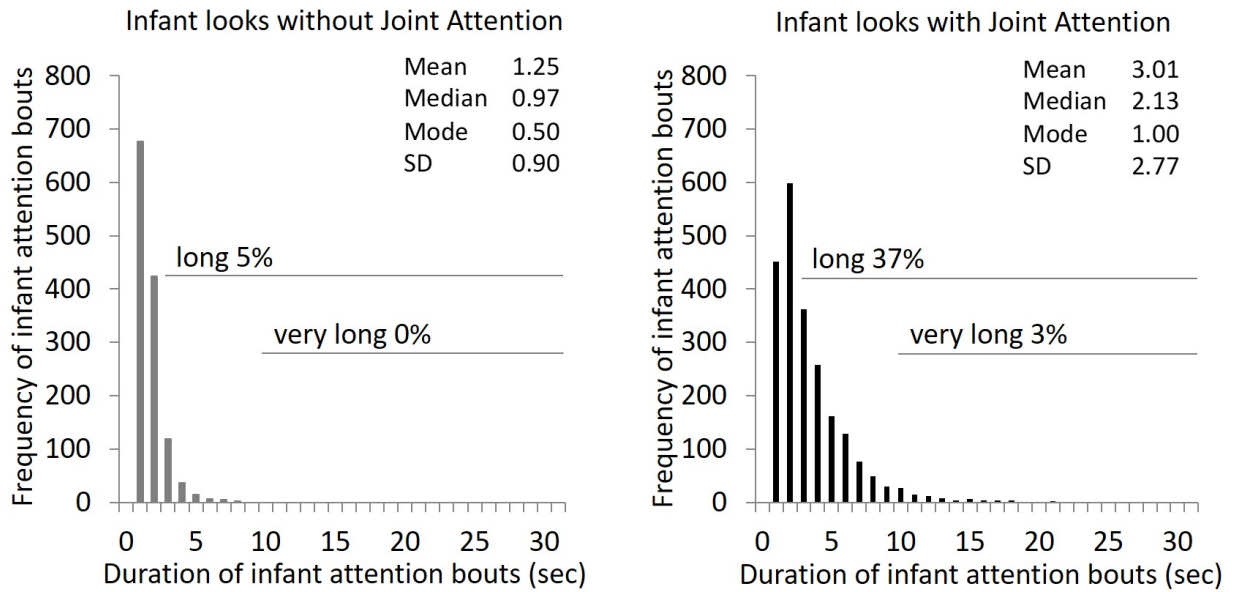 Infant looks without Joint Attention
Mean 1.25
Median 0.97
Mode 0.50
SD 0.90
Frequency of infant attention bouts
800
700
600
500
400
300
200
100
0
long 5%
very long 0%
0 5 10 15 20 25 30
Duration of infant attention bouts (sec)
Infant looks with Joint Attention
Mean 3.01
Median 2.13
Mode 1.00
SD 2.77
Frequency of infant attention bouts
800
700
600
500
400
300
200
100
0
long 37%
very long 3%
0 5 10 15 20 25 30
Duration of infant attention bouts (sec)